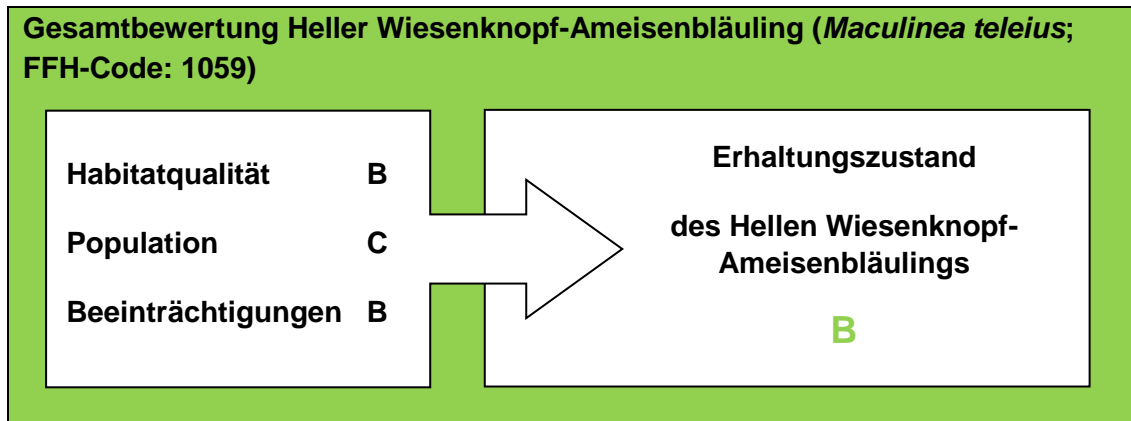 Gesamtbewertung Heller Wiesenknopf-Ameisenbläuling (Maculinea teleius;
FFH-Code: 1059)
Habitatqualität B
Population C
Beeinträchtigungen B
Erhaltungszustand
des Hellen Wiesenknopf-
Ameisenbläulings
B